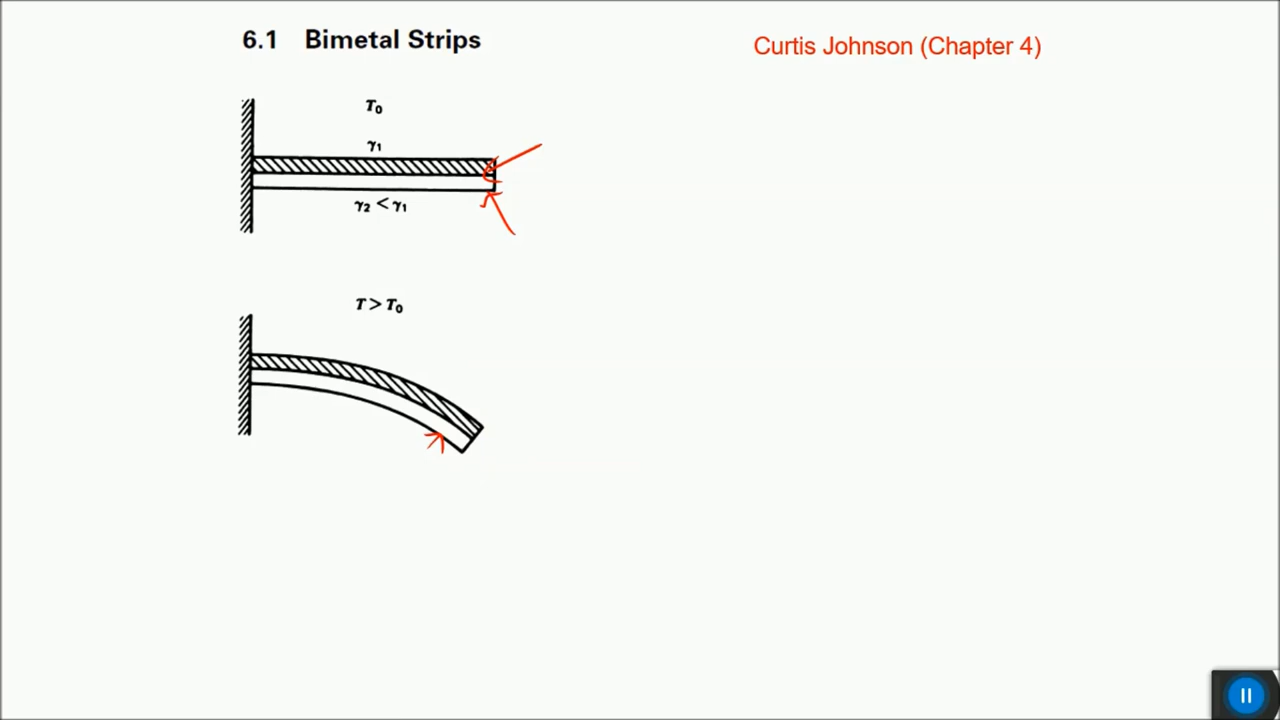 6.1 Bimetal Strips
Curtis Johnson (Chapter 4)
T₀
γ₁
γ₂ < γ₁
T > T₀